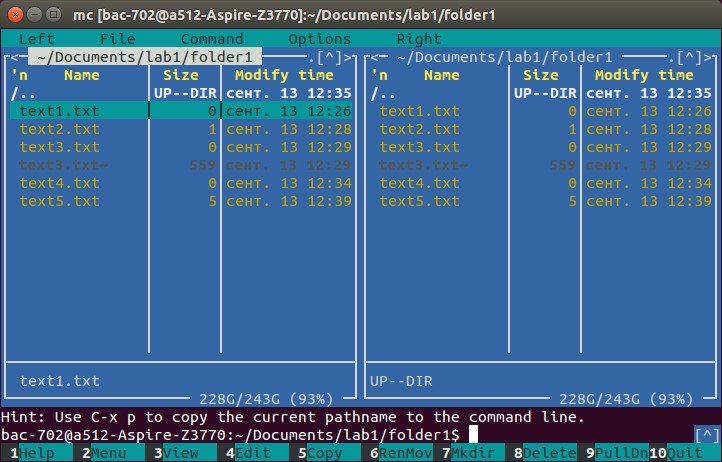 mc [bac-702@a512-Aspire-Z3770]:~/Documents/lab1/folder1
Left File Command Options Right
<- ~/Documents/lab1/folder1 .[^]> <- ~/Documents/lab1/folder1 .[^]>
'n Name Size Modify time 'n Name Size Modify time
/.. UP--DIR сент. 13 12:35 /.. UP--DIR сент. 13 12:35
text1.txt 0 сент. 13 12:26 text1.txt 0 сент. 13 12:26
text2.txt 1 сент. 13 12:28 text2.txt 1 сент. 13 12:28
text3.txt 0 сент. 13 12:29 text3.txt 0 сент. 13 12:29
text3.txt~ 559 сент. 13 12:29 text3.txt~ 559 сент. 13 12:29
text4.txt 0 сент. 13 12:34 text4.txt 0 сент. 13 12:34
text5.txt 5 сент. 13 12:39 text5.txt 5 сент. 13 12:39
text1.txt UP--DIR
228G/243G (93%) 228G/243G (93%)
Hint: Use C-x p to copy the current pathname to the command line.
bac-702@a512-Aspire-Z3770:~/Documents/lab1/folder1$ [^]
1Help 2Menu 3View 4Edit 5Copy 6RenMov 7Mkdir 8Delete 9PullDn 10Quit